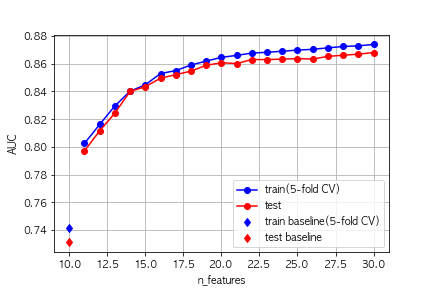 0.88
0.86
0.84
0.82
0.80
0.78
0.76
0.74
AUC
train(5-fold CV)
test
train baseline(5-fold CV)
test baseline
10.0 12.5 15.0 17.5 20.0 22.5 25.0 27.5 30.0
n_features